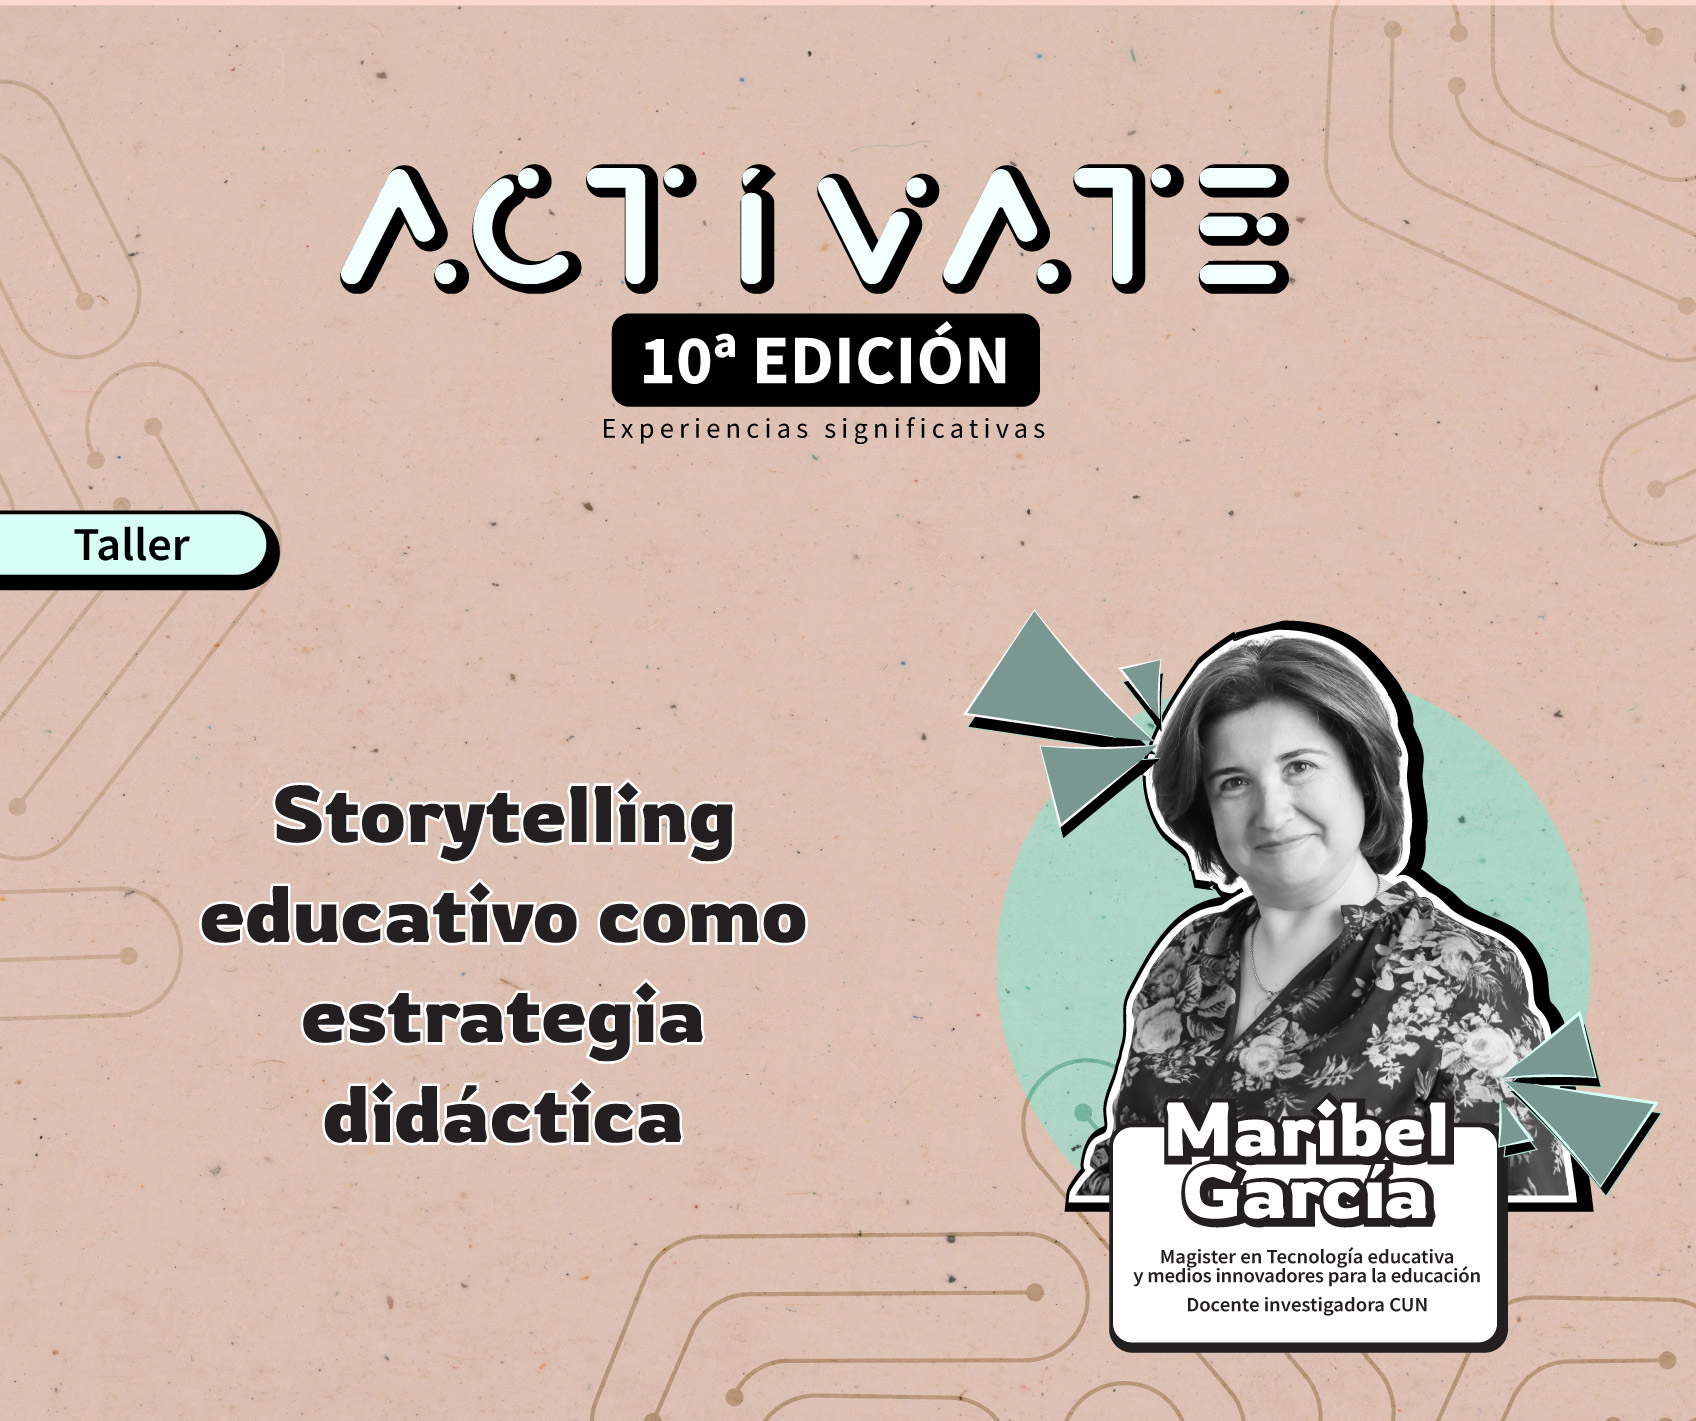 ACTÍVATE
10ª EDICIÓN
Experiencias significativas
Taller
Storytelling
educativo como
estrategia
didáctica
Maribel
García
Magister en Tecnología educativa
y medios innovadores para la educación
Docente investigadora CUN